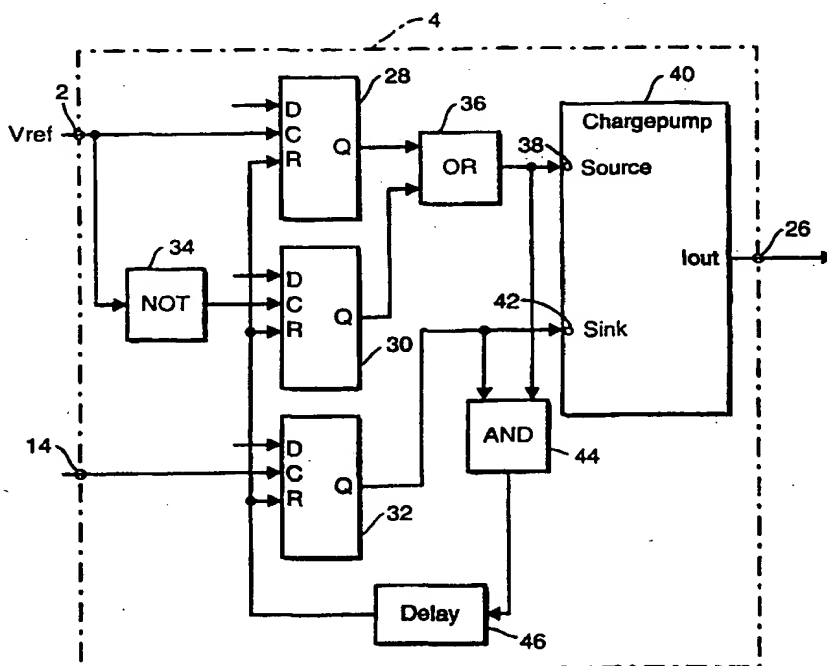 4
28
40
36
2
D
Chargepump
Vref
C
Q
38
R
OR
Source
34
26
D
Iout
NOT
C
42
R
Q
Sink
30
D
AND
14
C
44
R
Q
32
Delay
46